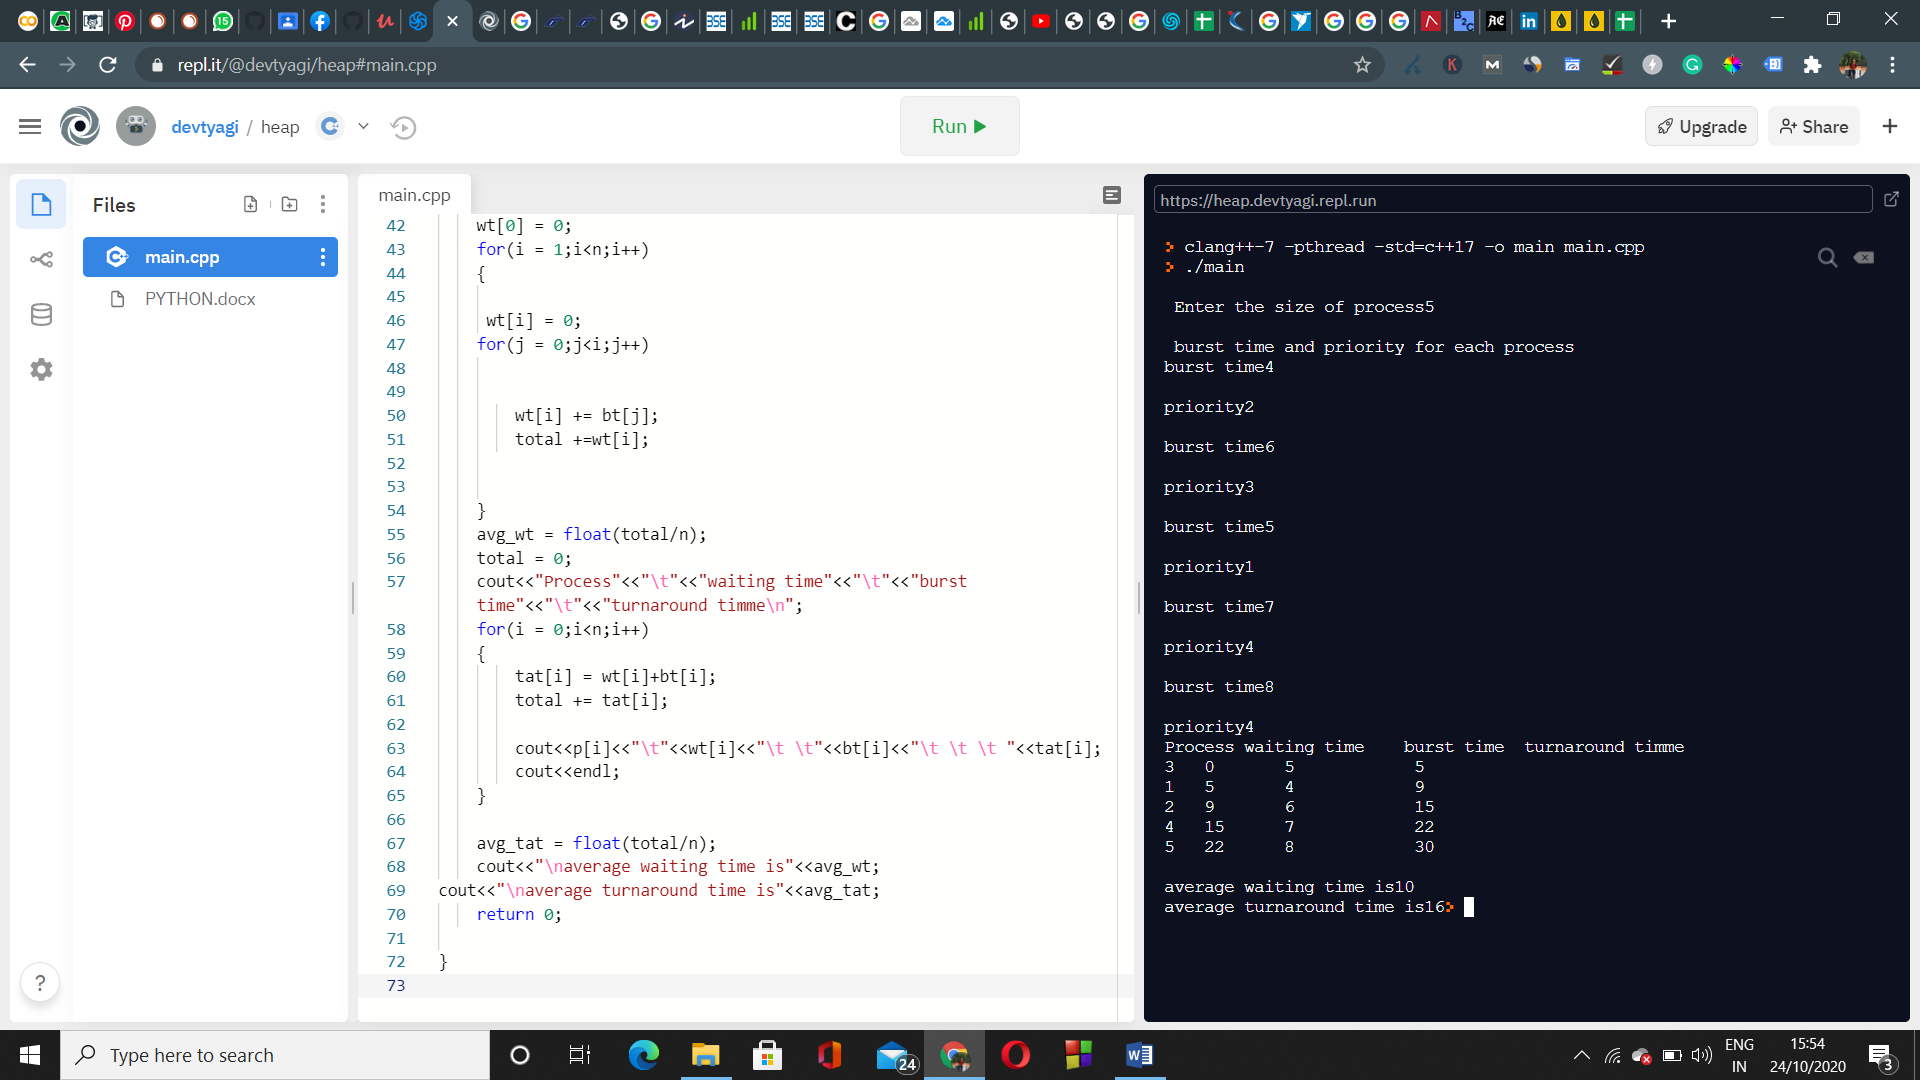 15
repl.it/@devtyagi/heap#main.cpp
devtyagi / heap
Run
Upgrade
Share
Files
main.cpp
PYTHON.docx
main.cpp
42 wt[0] = 0;
43 for(i = 1;i<n;i++)
44 {
45
46 wt[i] = 0;
47 for(j = 0;j<i;j++)
48
49
50 wt[i] += bt[j];
51 total +=wt[i];
52
53
54 }
55 avg_wt = float(total/n);
56 total = 0;
57 cout<<"Process"<<"\t"<<"waiting time"<<"\t"<<"burst
time"<<"\t"<<"turnaround timme\n";
58 for(i = 0;i<n;i++)
59 {
60 tat[i] = wt[i]+bt[i];
61 total += tat[i];
62
63 cout<<p[i]<<"\t"<<wt[i]<<"\t \t"<<bt[i]<<"\t \t \t "<<tat[i];
64 cout<<endl;
65 }
66
67 avg_tat = float(total/n);
68 cout<<"\naverage waiting time is"<<avg_wt;
69 cout<<"\naverage turnaround time is"<<avg_tat;
70 return 0;
71
72 }
73
?
https://heap.devtyagi.repl.run
> clang++-7 -pthread -std=c++17 -o main main.cpp
> ./main
Enter the size of process5
burst time and priority for each process
burst time4
priority2
burst time6
priority3
burst time5
priority1
burst time7
priority4
burst time8
priority4
Process waiting time burst time turnaround timme
3 0 5 5
1 5 4 9
2 9 6 15
4 15 7 22
5 22 8 30
average waiting time is10
average turnaround time is16>
Type here to search
24
ENG
IN
15:54
24/10/2020
3